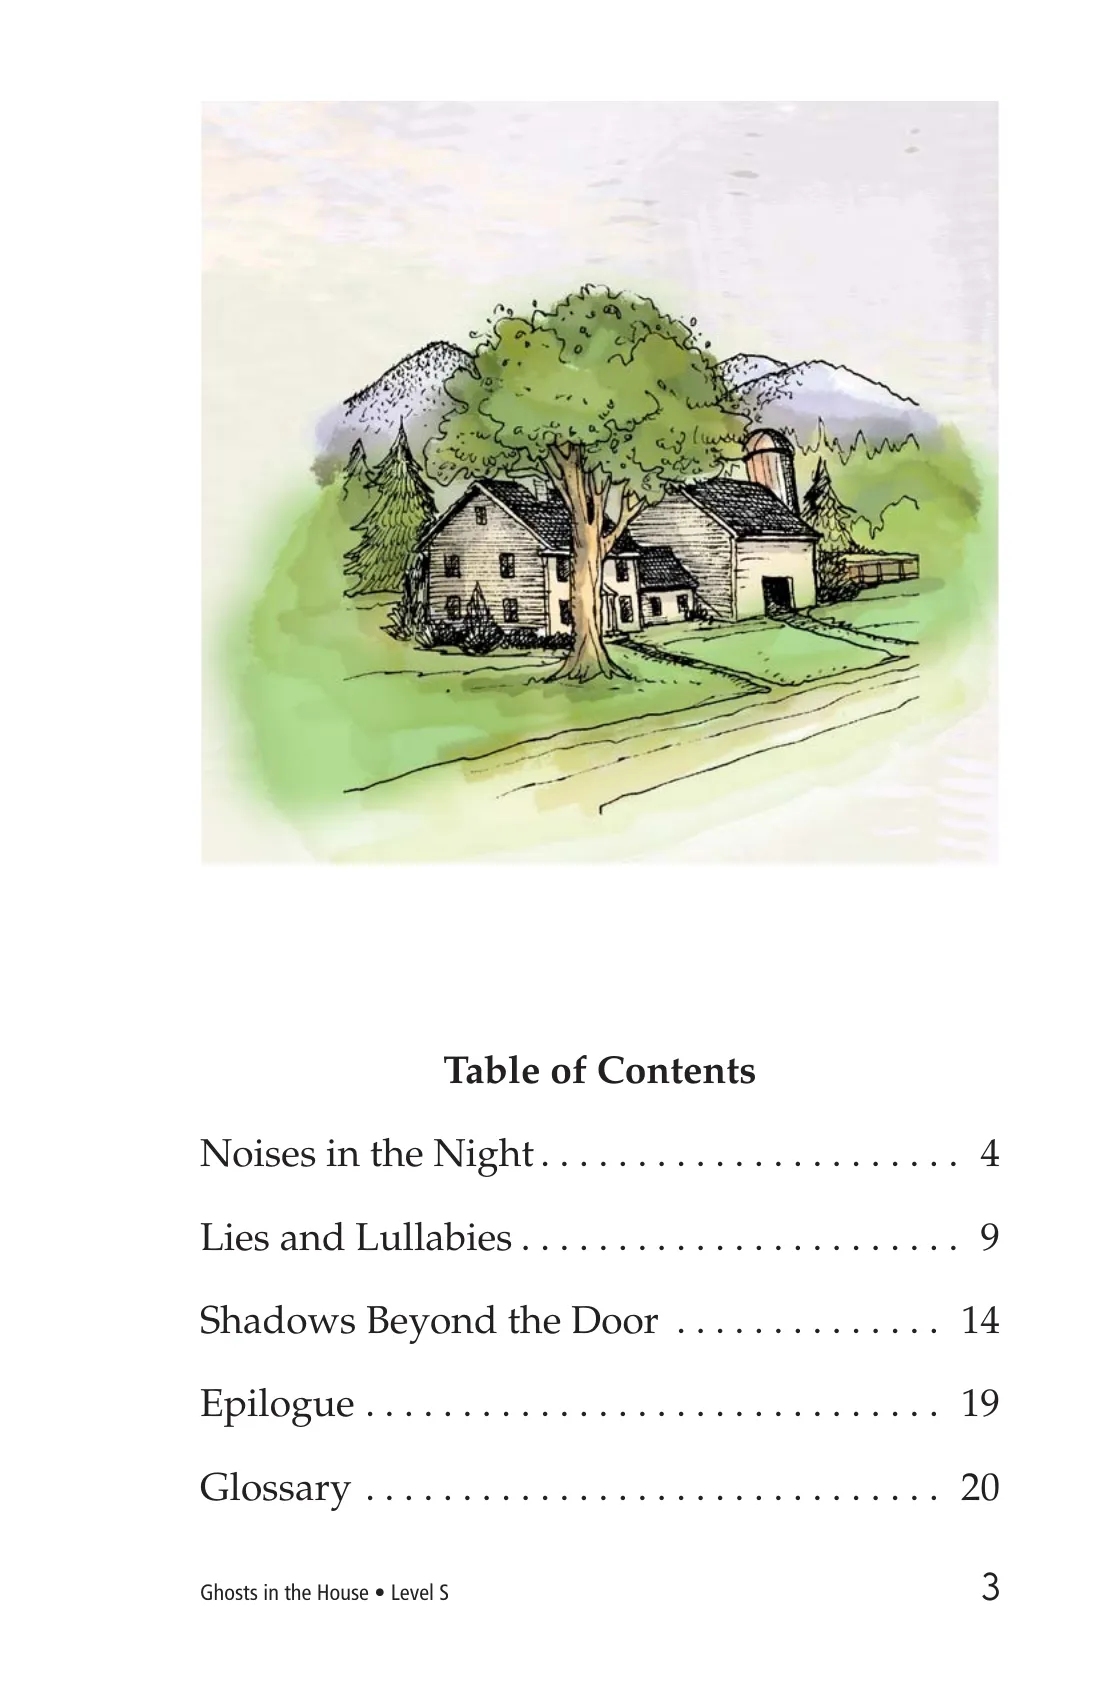 Table of Contents
Noises in the Night . . . . . . . . . . . . . . . . . . . . . . 4
Lies and Lullabies . . . . . . . . . . . . . . . . . . . . . . . 9
Shadows Beyond the Door . . . . . . . . . . . . . . 14
Epilogue . . . . . . . . . . . . . . . . . . . . . . . . . . . . . . 19
Glossary . . . . . . . . . . . . . . . . . . . . . . . . . . . . . . 20
Ghosts in the House • Level S 3